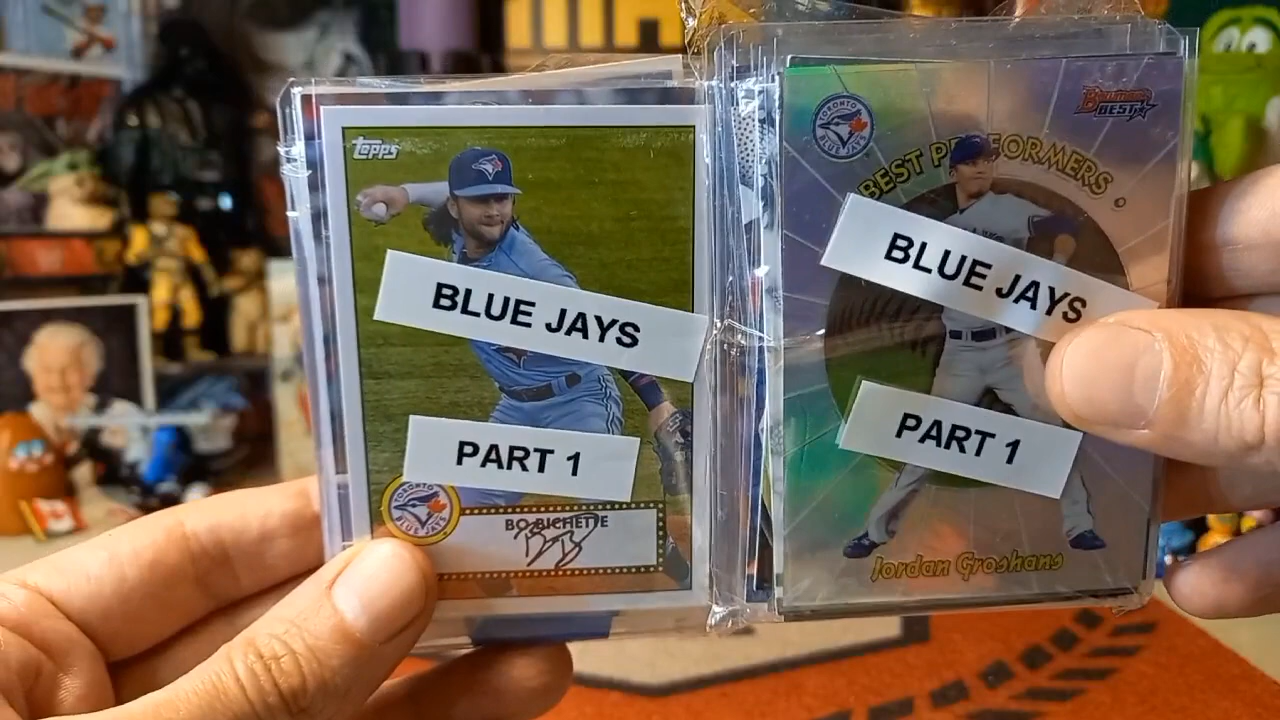 Topps
BLUE JAYS
PART 1
TORONTO
BLUE JAYS
BO BICHETTE
TORONTO
BLUE JAYS
BOWMAN'S
BEST
BEST PERFORMERS
BLUE JAYS
PART 1
Jordan Groshans